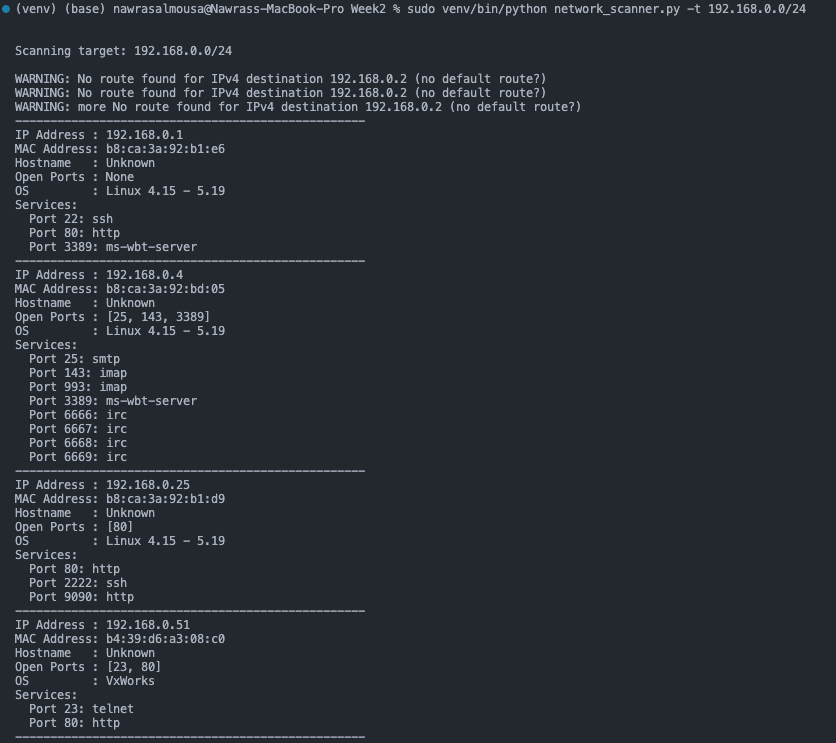 (venv) (base) nawrasalmousa@Nawrass-MacBook-Pro Week2 % sudo venv/bin/python network_scanner.py -t 192.168.0.0/24
Scanning target: 192.168.0.0/24
WARNING: No route found for IPv4 destination 192.168.0.2 (no default route?)
WARNING: No route found for IPv4 destination 192.168.0.2 (no default route?)
WARNING: more No route found for IPv4 destination 192.168.0.2 (no default route?)
--------------------------------------------------
IP Address : 192.168.0.1
MAC Address: b8:ca:3a:92:b1:e6
Hostname   : Unknown
Open Ports : None
OS         : Linux 4.15 - 5.19
Services:
  Port 22: ssh
  Port 80: http
  Port 3389: ms-wbt-server
--------------------------------------------------
IP Address : 192.168.0.4
MAC Address: b8:ca:3a:92:bd:05
Hostname   : Unknown
Open Ports : [25, 143, 3389]
OS         : Linux 4.15 - 5.19
Services:
  Port 25: smtp
  Port 143: imap
  Port 993: imap
  Port 3389: ms-wbt-server
  Port 6666: irc
  Port 6667: irc
  Port 6668: irc
  Port 6669: irc
--------------------------------------------------
IP Address : 192.168.0.25
MAC Address: b8:ca:3a:92:b1:d9
Hostname   : Unknown
Open Ports : [80]
OS         : Linux 4.15 - 5.19
Services:
  Port 80: http
  Port 2222: ssh
  Port 9090: http
--------------------------------------------------
IP Address : 192.168.0.51
MAC Address: b4:39:d6:a3:08:c0
Hostname   : Unknown
Open Ports : [23, 80]
OS         : VxWorks
Services:
  Port 23: telnet
  Port 80: http
--------------------------------------------------